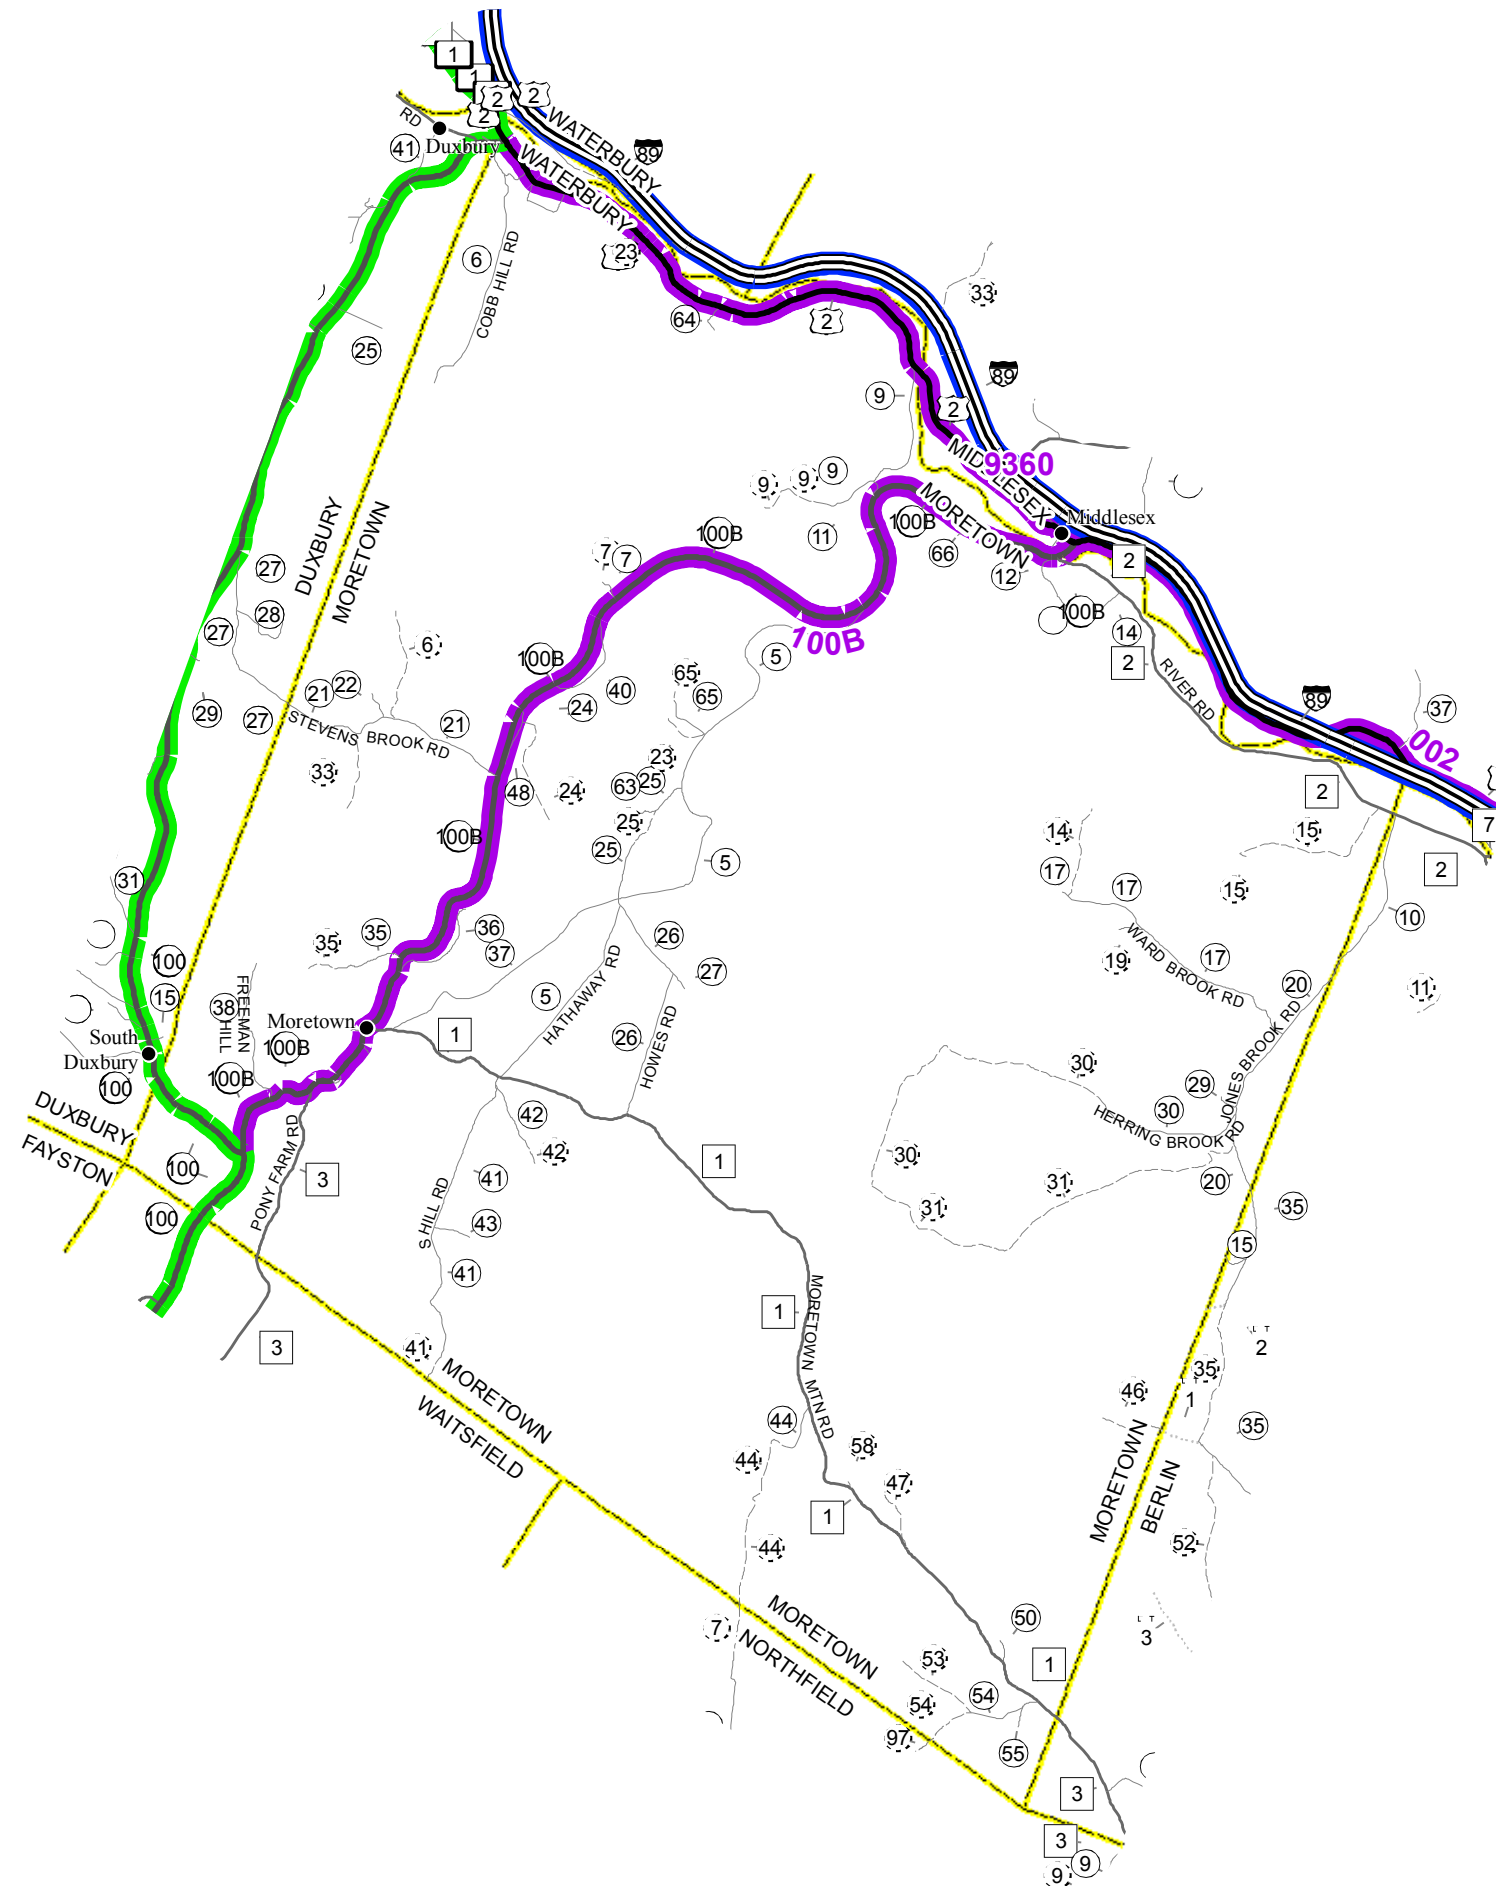 1
1
2
2
2
RD
41
Duxbury
WATERBURY
89
WATERBURY
6
COBB HILL RD
23
33
64
2
25
89
9
2
MIDDLESEX
9360
9
9
9
MORETOWN
Middlesex
DUXBURY
MORETOWN
11
100B
100B
66
7
7
12
2
27
28
27
6
100B
14
100B
100B
5
2
RIVER RD
21
22
65
65
40
24
29
27
STEVENS BROOK RD
21
89
37
002
33
23
63
25
48
24
2
7
25
100B
25
5
14
15
17
17
15
2
31
10
35
35
36
37
26
WARD BROOK RD
17
19
100
27
20
11
15
38
FREEMAN
HILL
5
HATHAWAY RD
South
Duxbury
Moretown
1
26
HOWES RD
100B
100B
100
JONES BROOK RD
30
29
30
HERRING BROOK RD
DUXBURY
FAYSTON
42
42
30
100
PONY FARM RD
3
1
41
31
31
20
100
S HILL RD
43
35
15
41
1
MORETOWN MTN RD
3
41
L T
2
MORETOWN
WAITSFIELD
35
46
1
44
35
58
44
47
MORETOWN
BERLIN
1
44
52
MORETOWN
NORTHFIELD
7
50
L T
3
53
1
54
54
97
55
3
3
9
9